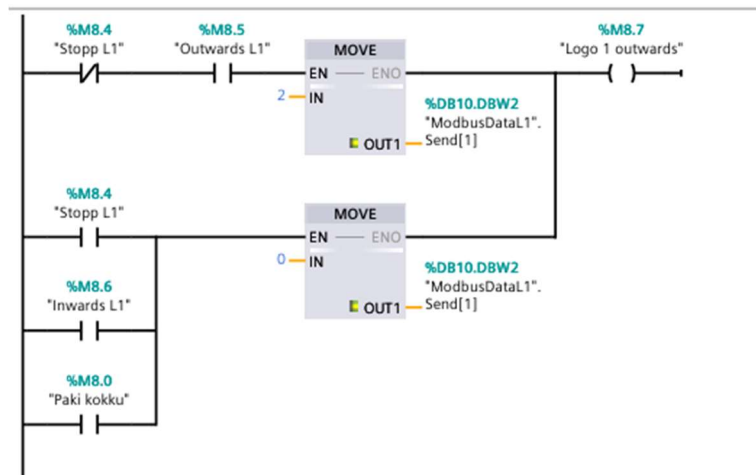 %M8.4
"Stopp L1"
%M8.5
"Outwards L1"
MOVE
EN
ENO
2
IN
OUT1
%DB10.DBW2
"ModbusDataL1".
Send[1]
%M8.7
"Logo 1 outwards"
%M8.4
"Stopp L1"
MOVE
EN
ENO
0
IN
OUT1
%DB10.DBW2
"ModbusDataL1".
Send[1]
%M8.6
"Inwards L1"
%M8.0
"Paki kokku"